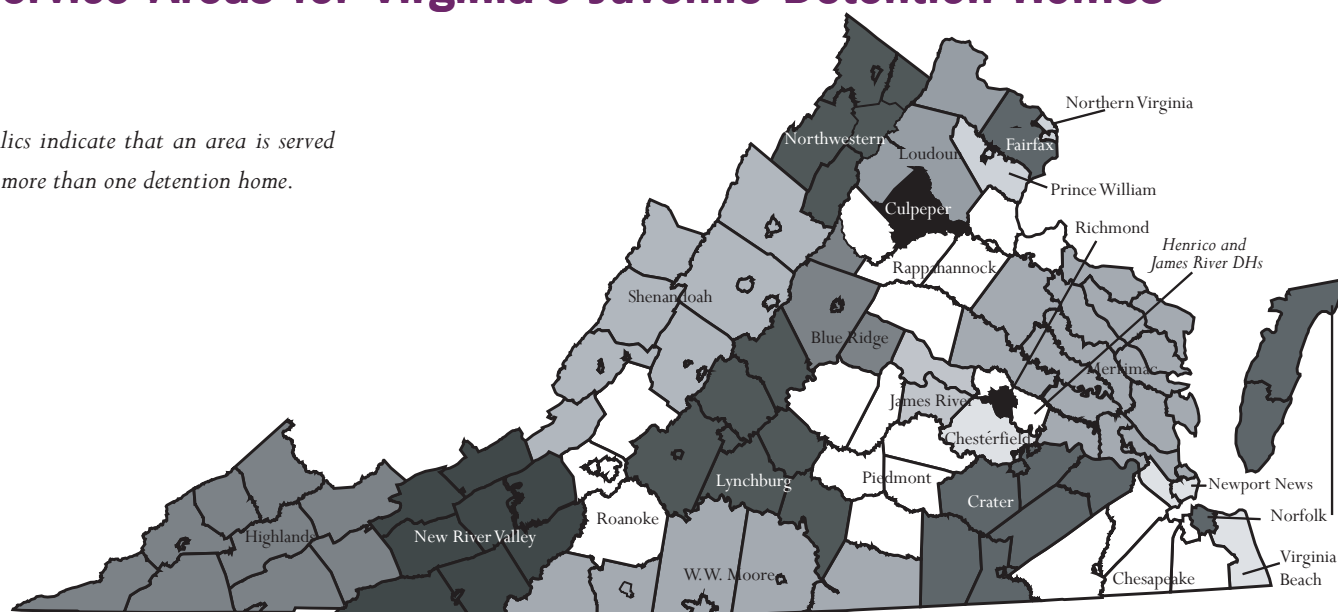 ervice Areas for Virginia's Juvenile Detention Homes
lics indicate that an area is served
more than one detention home.
Northern Virginia
Northwestern
Fairfax
Loudoun
Prince William
Culpeper
Richmond
Henrico and
James River DHs
Rappahannock
Shenandoah
Blue Ridge
Merrimac
James River
Chesterfield
Piedmont
Lynchburg
Newport News
Crater
Roanoke
Norfolk
Highlands
New River Valley
Virginia
Beach
W.W. Moore
Chesapeake